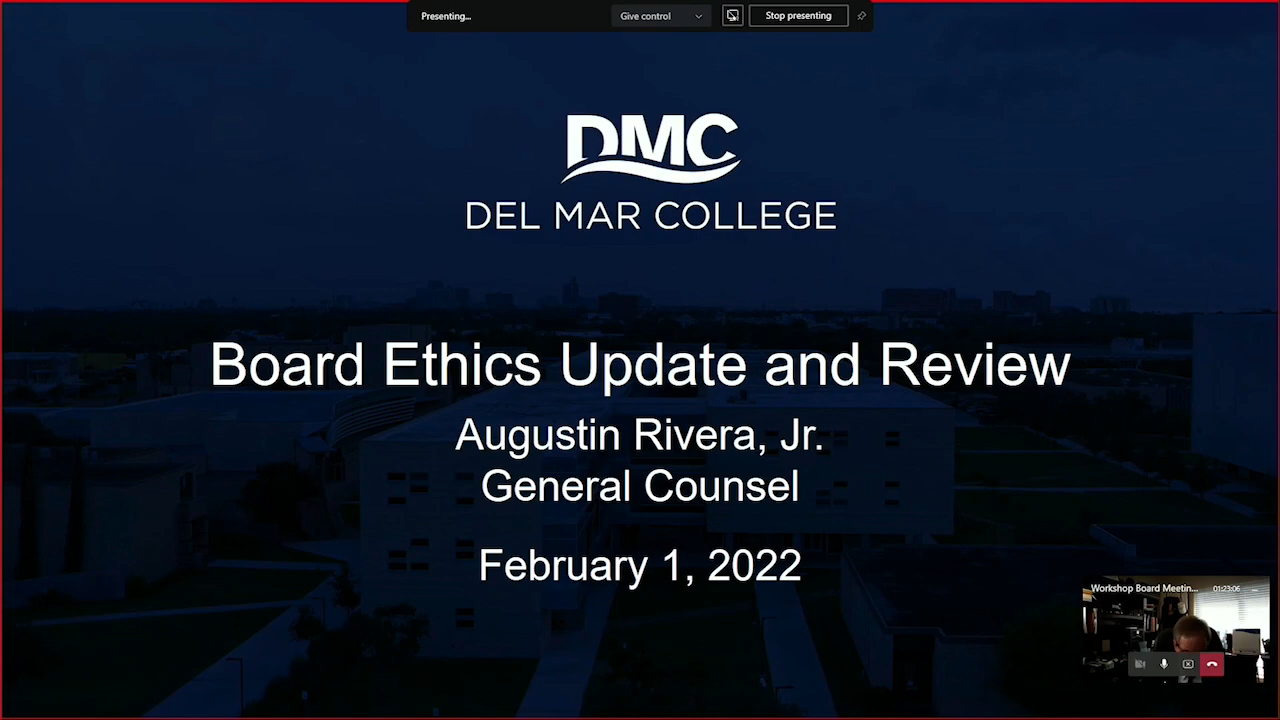 Presenting...
Give control
Stop presenting
DMC
DEL MAR COLLEGE
Board Ethics Update and Review
Augustin Rivera, Jr.
General Counsel
February 1, 2022
Workshop Board Meetin...
01:23:06